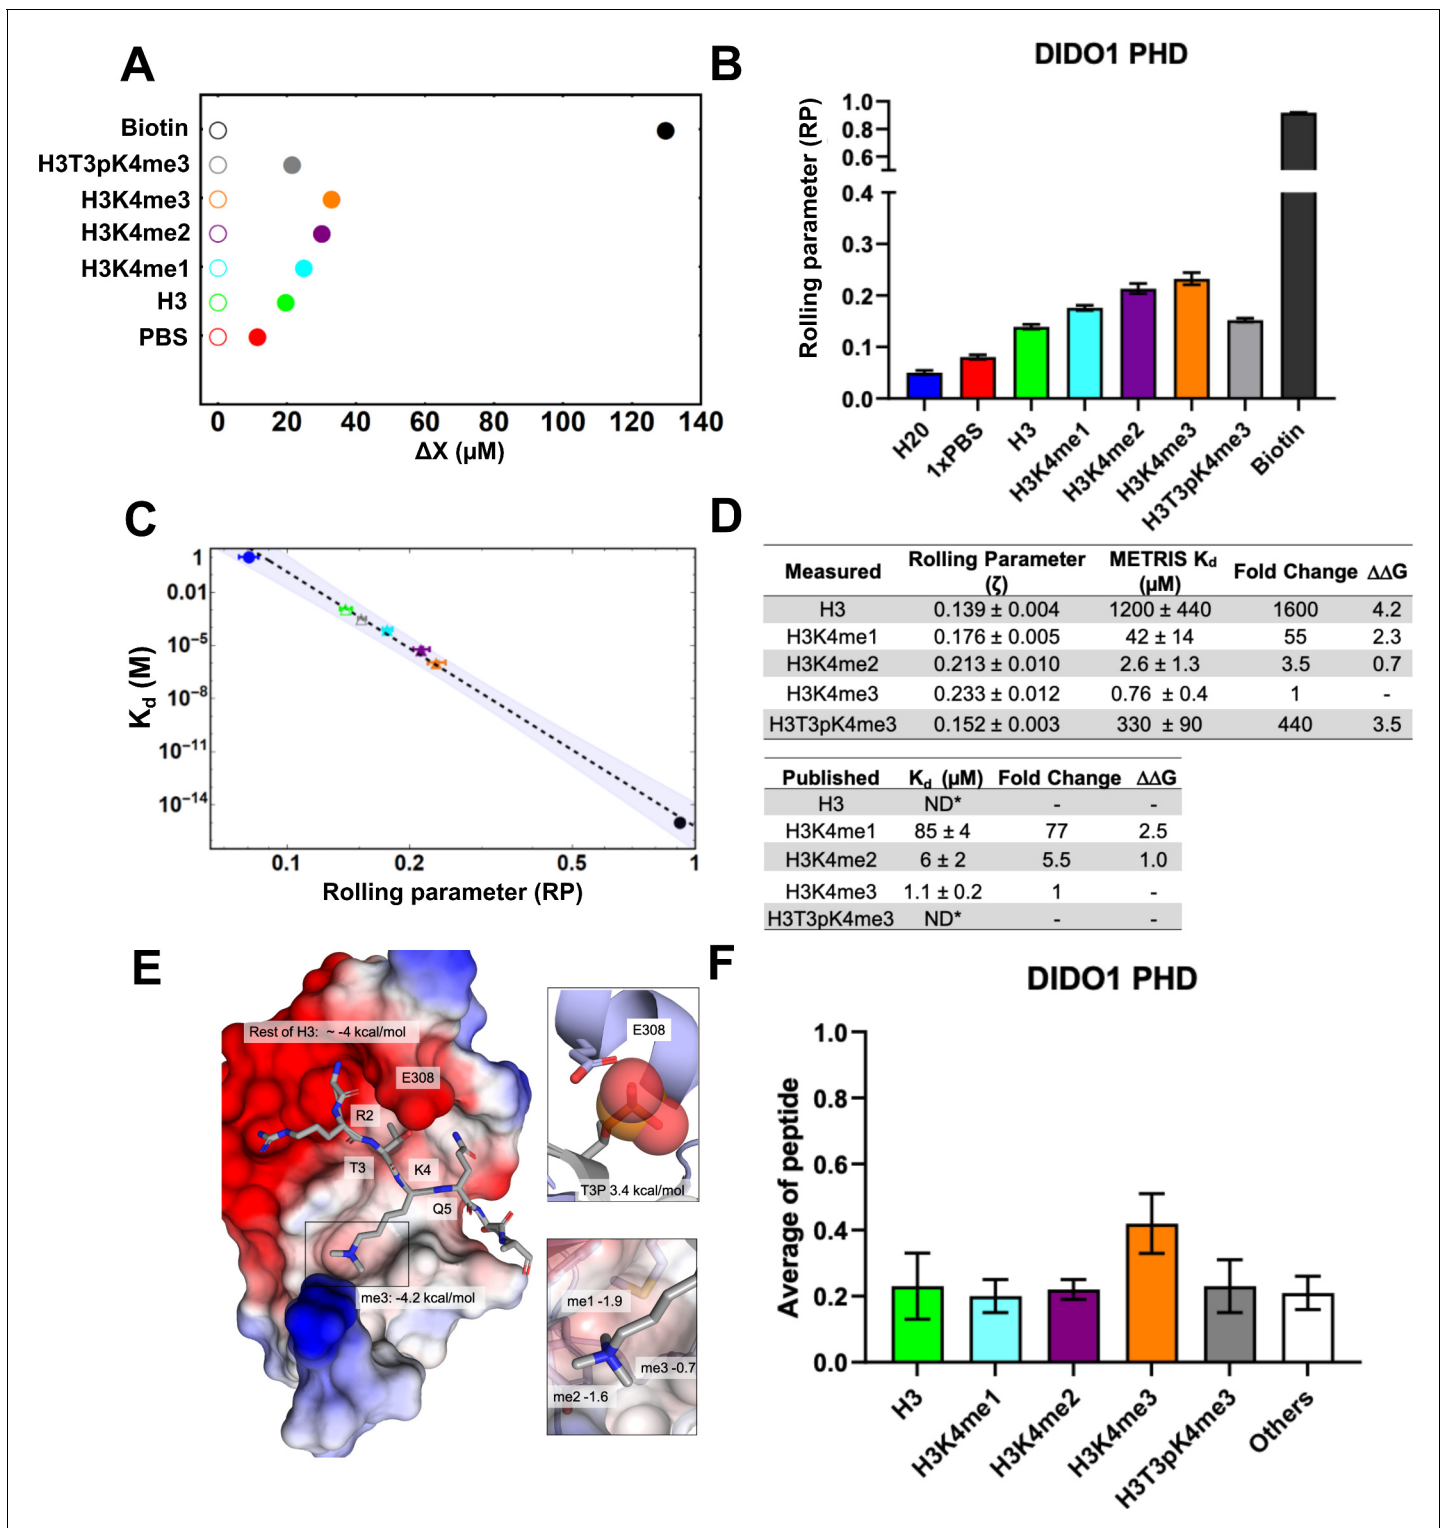 A
Biotin
H3T3pK4me3
H3K4me3
H3K4me2
H3K4me1
H3
PBS
0 20 40 60 80 100 120 140
ΔX (µM)
B
DIDO1 PHD
Rolling parameter (RP)
1.0
0.8
0.6
0.4
0.3
0.2
0.1
0.0
H20
1xPBS
H3
H3K4me1
H3K4me2
H3K4me3
H3T3pK4me3
Biotin
C
K_d (M)
1
0.01
10^-5
10^-8
10^-11
10^-14
0.1 0.2 0.5 1
Rolling parameter (RP)
D
Measured Rolling Parameter (ζ) METRIS K_d (µM) Fold Change ΔΔG
H3 0.139 ± 0.004 1200 ± 440 1600 4.2
H3K4me1 0.176 ± 0.005 42 ± 14 55 2.3
H3K4me2 0.213 ± 0.010 2.6 ± 1.3 3.5 0.7
H3K4me3 0.233 ± 0.012 0.76 ± 0.4 1 -
H3T3pK4me3 0.152 ± 0.003 330 ± 90 440 3.5
Published K_d (µM) Fold Change ΔΔG
H3 ND* - -
H3K4me1 85 ± 4 77 2.5
H3K4me2 6 ± 2 5.5 1.0
H3K4me3 1.1 ± 0.2 1 -
H3T3pK4me3 ND* - -
E
Rest of H3: ~ -4 kcal/mol
E308
R2
T3
K4
Q5
me3: -4.2 kcal/mol
E308
T3P 3.4 kcal/mol
me1 -1.9
me3 -0.7
me2 -1.6
F
DIDO1 PHD
Average of peptide
1.0
0.8
0.6
0.4
0.2
0.0
H3
H3K4me1
H3K4me2
H3K4me3
H3T3pK4me3
Others